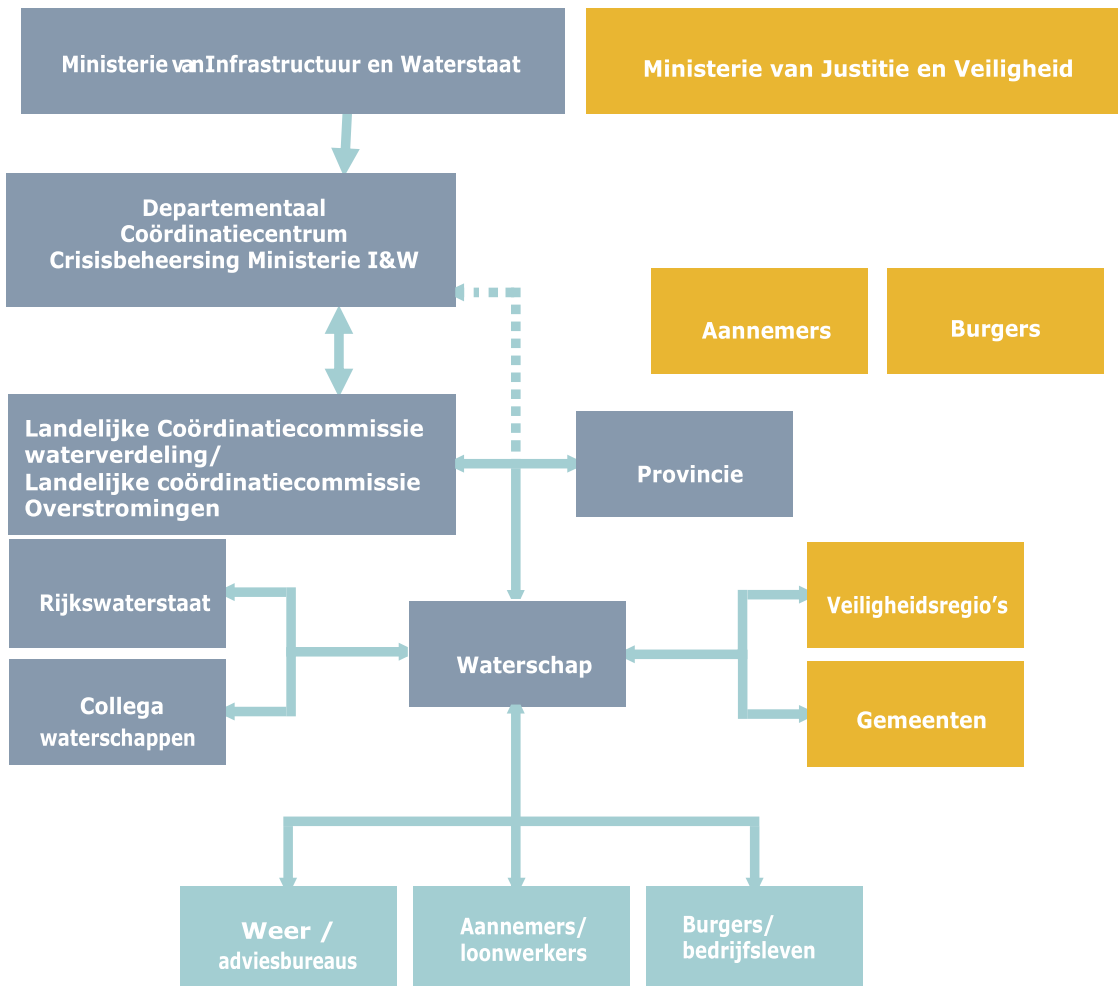 Ministerie van Infrastructuur en Waterstaat
Ministerie van Justitie en Veiligheid
Departementaal
Coördinatiecentrum
Crisisbeheersing Ministerie I&W
Aannemers
Burgers
Landelijke Coördinatiecommissie
waterverdeling/
Landelijke coördinatiecommissie
Overstromingen
Provincie
Rijkswaterstaat
Veiligheidsregio’s
Waterschap
Collega
waterschappen
Gemeenten
Weer /
adviesbureaus
Aannemers/
loonwerkers
Burgers/
bedrijfsleven